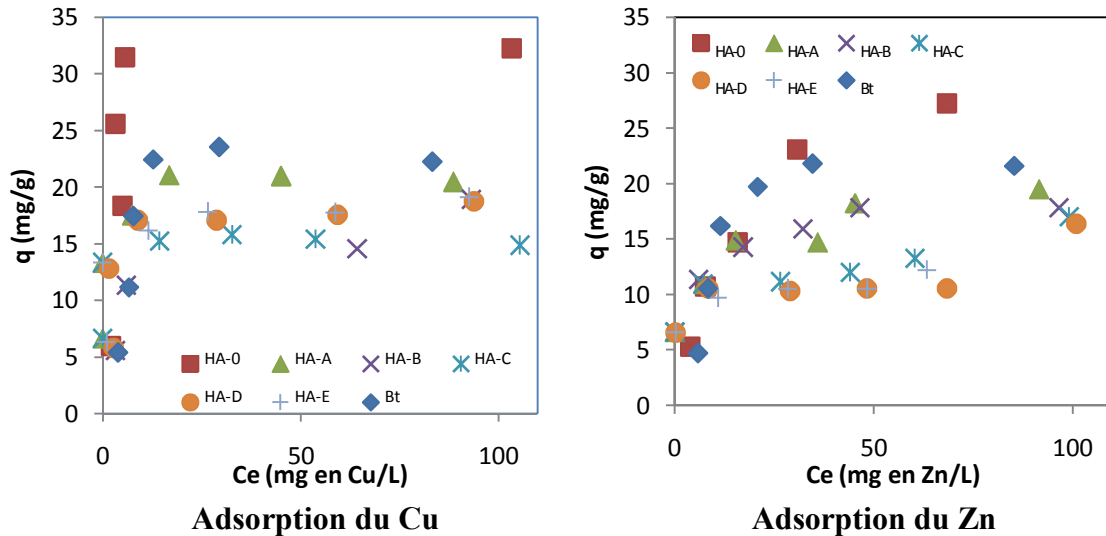 35
30
25
20
15
10
5
0
q (mg/g)
HA-0 HA-A HA-B HA-C
HA-D HA-E Bt
0 50 100
Ce (mg en Cu/L)
Adsorption du Cu
35
30
25
20
15
10
5
0
q (mg/g)
HA-0 HA-A HA-B HA-C
HA-D HA-E Bt
0 50 100
Ce (mg en Zn/L)
Adsorption du Zn